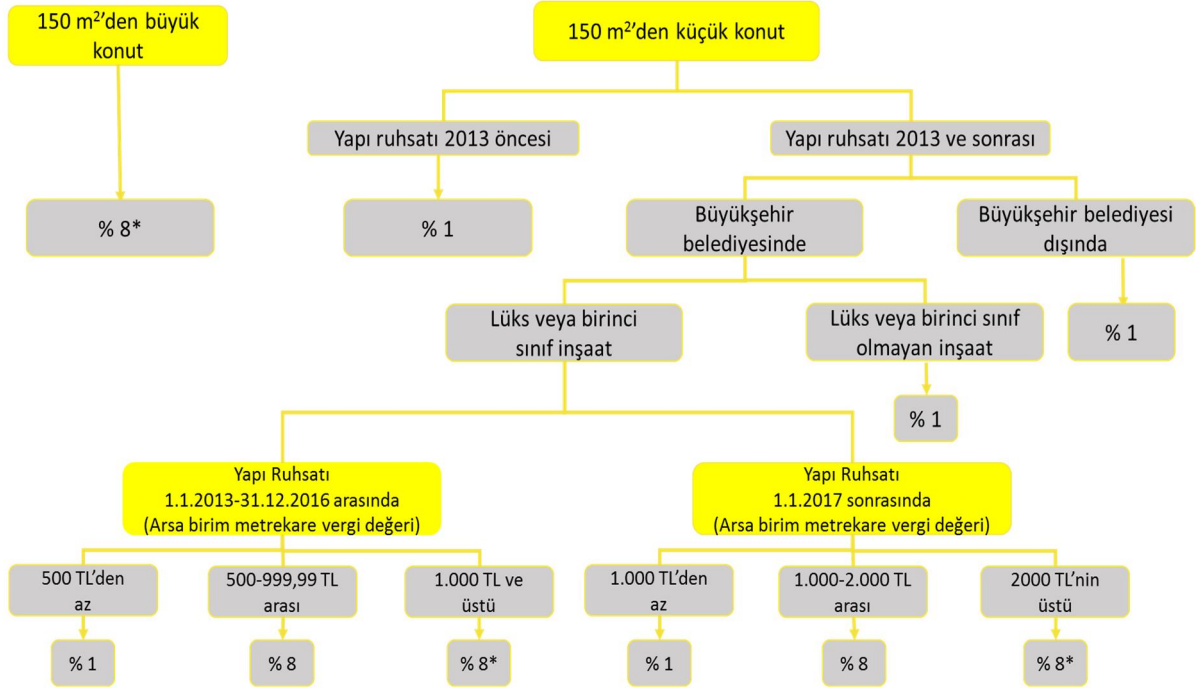 150 m²’den büyük
konut
150 m²’den küçük konut
Yapı ruhsatı 2013 öncesi
Yapı ruhsatı 2013 ve sonrası
% 8*
% 1
Büyükşehir
belediyesinde
Büyükşehir belediyesi
dışında
Lüks veya birinci
sınıf inşaat
Lüks veya birinci sınıf
olmayan inşaat
% 1
% 1
Yapı Ruhsatı
1.1.2013-31.12.2016 arasında
(Arsa birim metrekare vergi değeri)
Yapı Ruhsatı
1.1.2017 sonrasında
(Arsa birim metrekare vergi değeri)
500 TL’den
az
500-999,99 TL
arası
1.000 TL ve
üstü
1.000 TL’den
az
1.000-2.000 TL
arası
2000 TL’nin
üstü
% 1
% 8
% 8*
% 1
% 8
% 8*